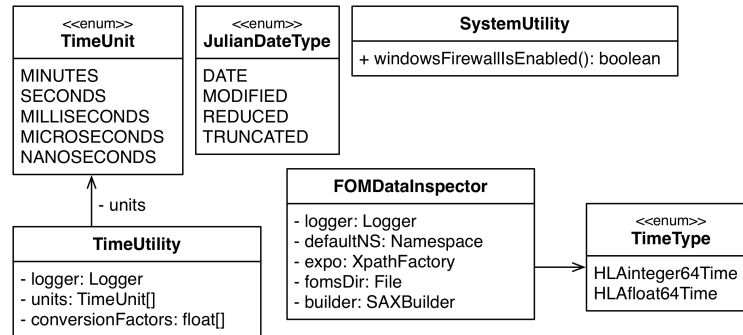 <<enum>>
TimeUnit
MINUTES
SECONDS
MILLISECONDS
MICROSECONDS
NANOSECONDS
<<enum>>
JulianDateType
DATE
MODIFIED
REDUCED
TRUNCATED
SystemUtility
+ windowsFirewallIsEnabled(): boolean
- units
TimeUtility
- logger: Logger
- units: TimeUnit[]
- conversionFactors: float[]
FOMDataInspector
- logger: Logger
- defaultNS: Namespace
- expo: XpathFactory
- fomsDir: File
- builder: SAXBuilder
<<enum>>
TimeType
HLAinteger64Time
HLAfloat64Time